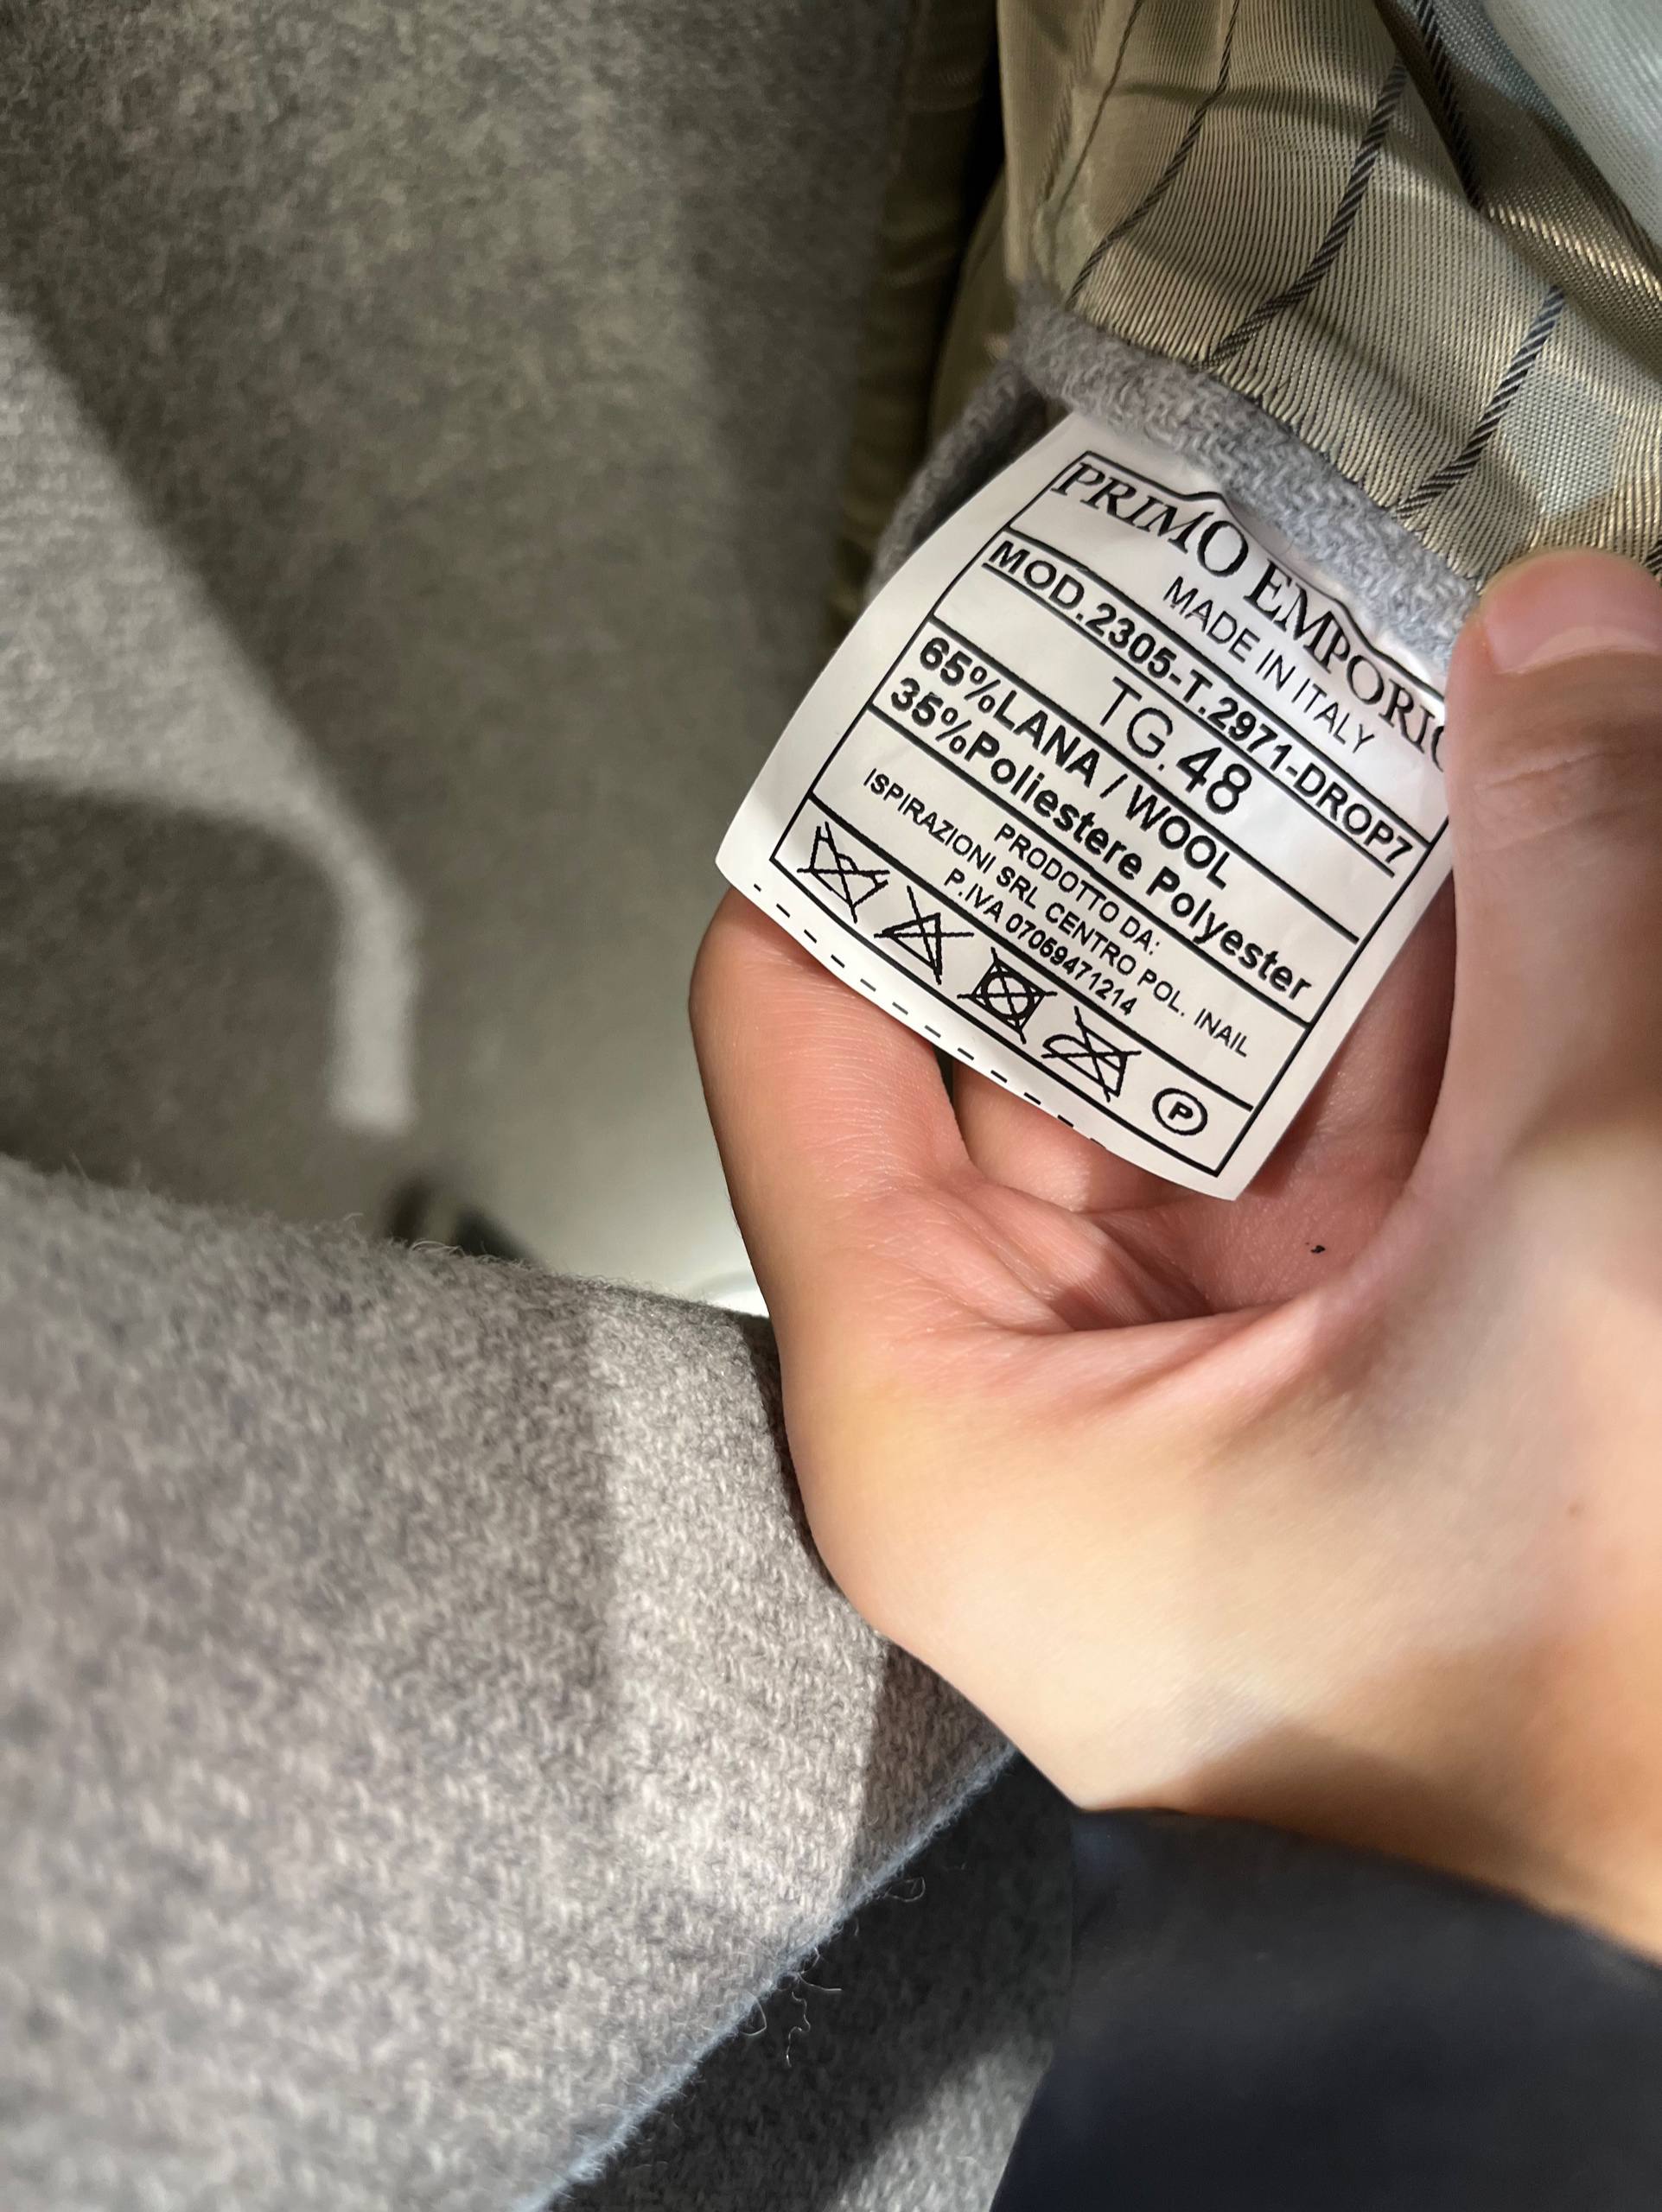 PRIMO EMPORIO
MADE IN ITALY
MOD.2305-T.2971-DROP7
TG. 48
65%LANA / WOOL
35%Poliestere Polyester
PRODOTTO DA:
ISPIRAZIONI SRL CENTRO POL. INAIL
P.IVA 07069471214
P